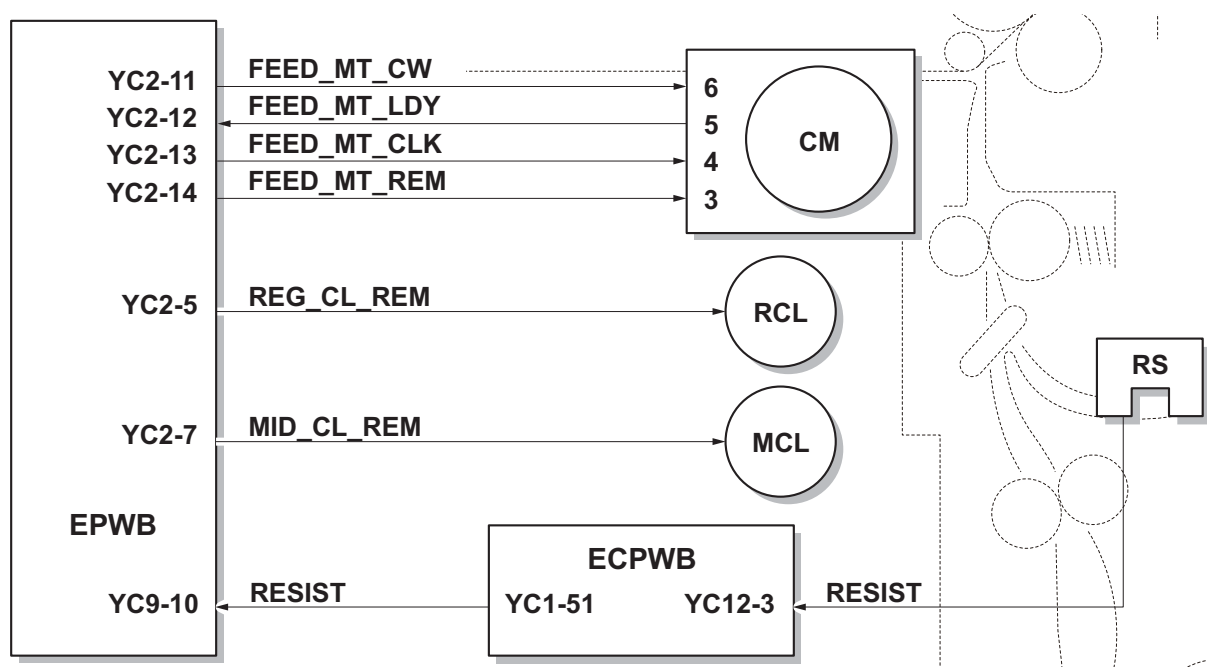 YC2-11 FEED_MT_CW 6
YC2-12 FEED_MT_LDY 5
YC2-13 FEED_MT_CLK 4
YC2-14 FEED_MT_REM 3
CM
YC2-5 REG_CL_REM RCL
RS
YC2-7 MID_CL_REM MCL
EPWB
ECPWB
YC9-10 RESIST YC1-51 YC12-3 RESIST